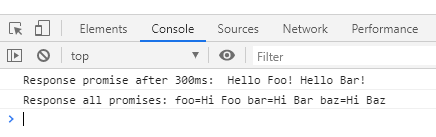 Elements Console Sources Network Performance
top Filter
Response promise after 300ms:  Hello Foo! Hello Bar!
Response all promises: foo=Hi Foo bar=Hi Bar baz=Hi Baz
>